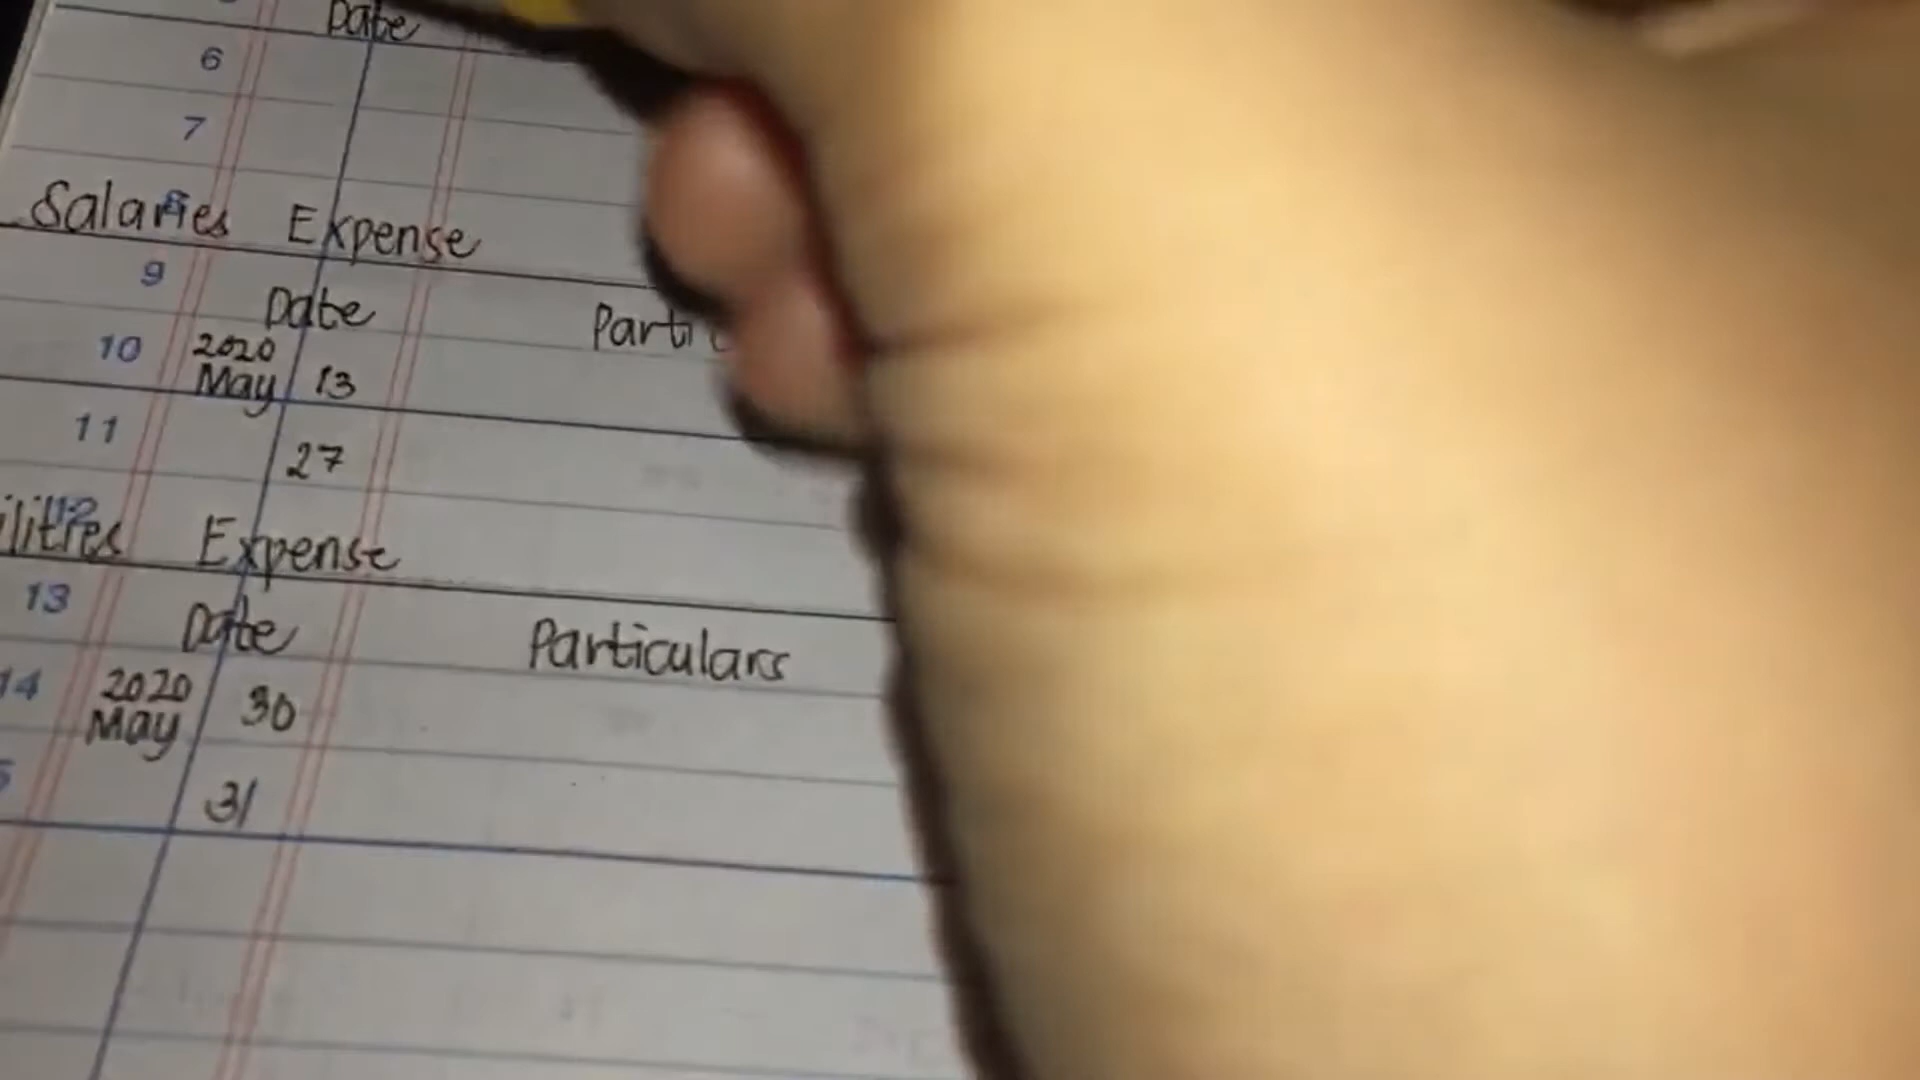 Date
6
7
Salaries Expense
9
Date
10 2020
May 13
11
27
Expense
13
Date Particulars
14 2020
May 30
31